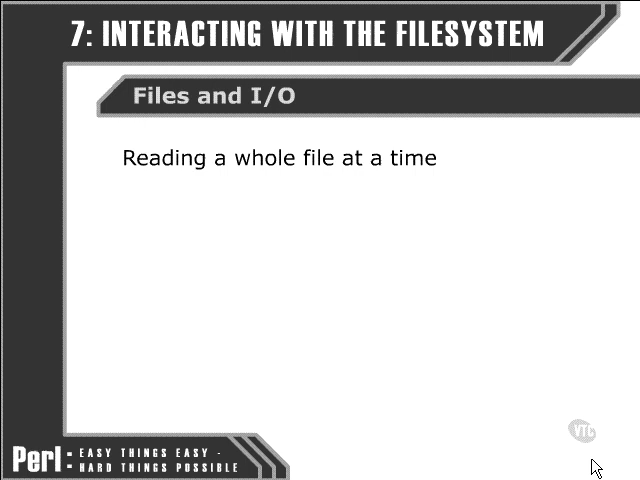 7: INTERACTING WITH THE FILESYSTEM
Files and I/O
Reading a whole file at a time
VTC
Perl: EASY THINGS EASY -
HARD THINGS POSSIBLE